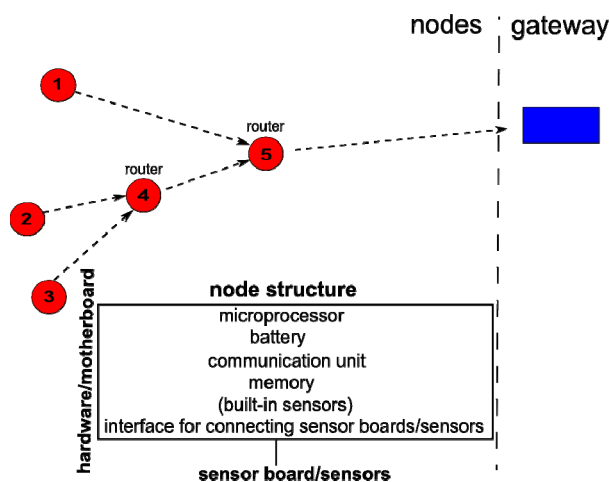 nodes
gateway
1
router
5
router
4
2
3
hardware/motherboard
node structure
microprocessor
battery
communication unit
memory
(built-in sensors)
interface for connecting sensor boards/sensors
sensor board/sensors